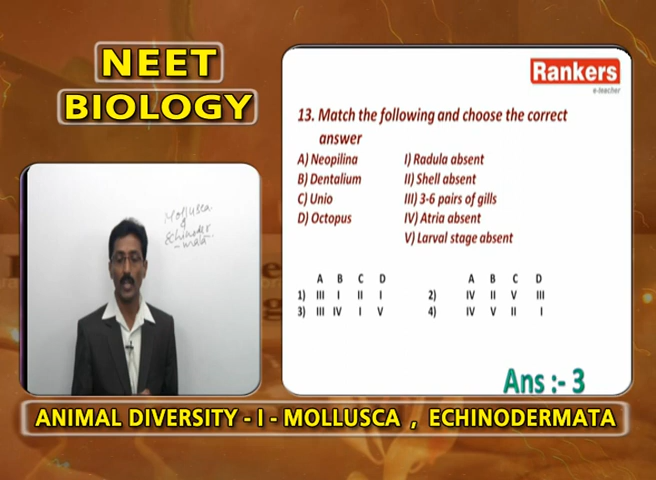 NEET
BIOLOGY
Rankers
e-teacher
13. Match the following and choose the correct
answer
A) Neopilina I) Radula absent
B) Dentalium II) Shell absent
C) Unio III) 3-6 pairs of gills
D) Octopus IV) Atria absent
V) Larval stage absent
A B C D A B C D
1) III I II I 2) IV II V III
3) III IV I V 4) IV V II I
Ans :- 3
Mollusca
&
Echinoder
- mata
ANIMAL DIVERSITY - I - MOLLUSCA , ECHINODERMATA